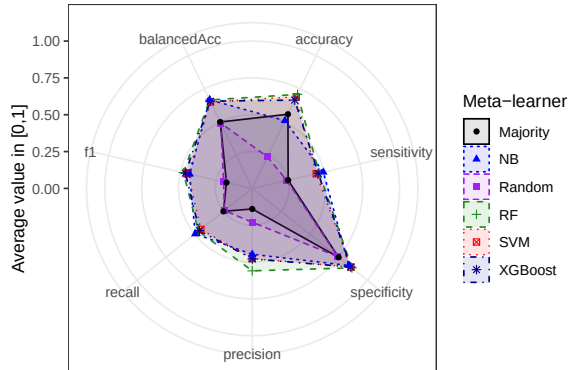 Average value in [0,1]
1.00
0.75
0.50
0.25
0.00
balancedAcc
accuracy
f1
sensitivity
recall
specificity
precision
Meta-learner
Majority
NB
Random
RF
SVM
XGBoost